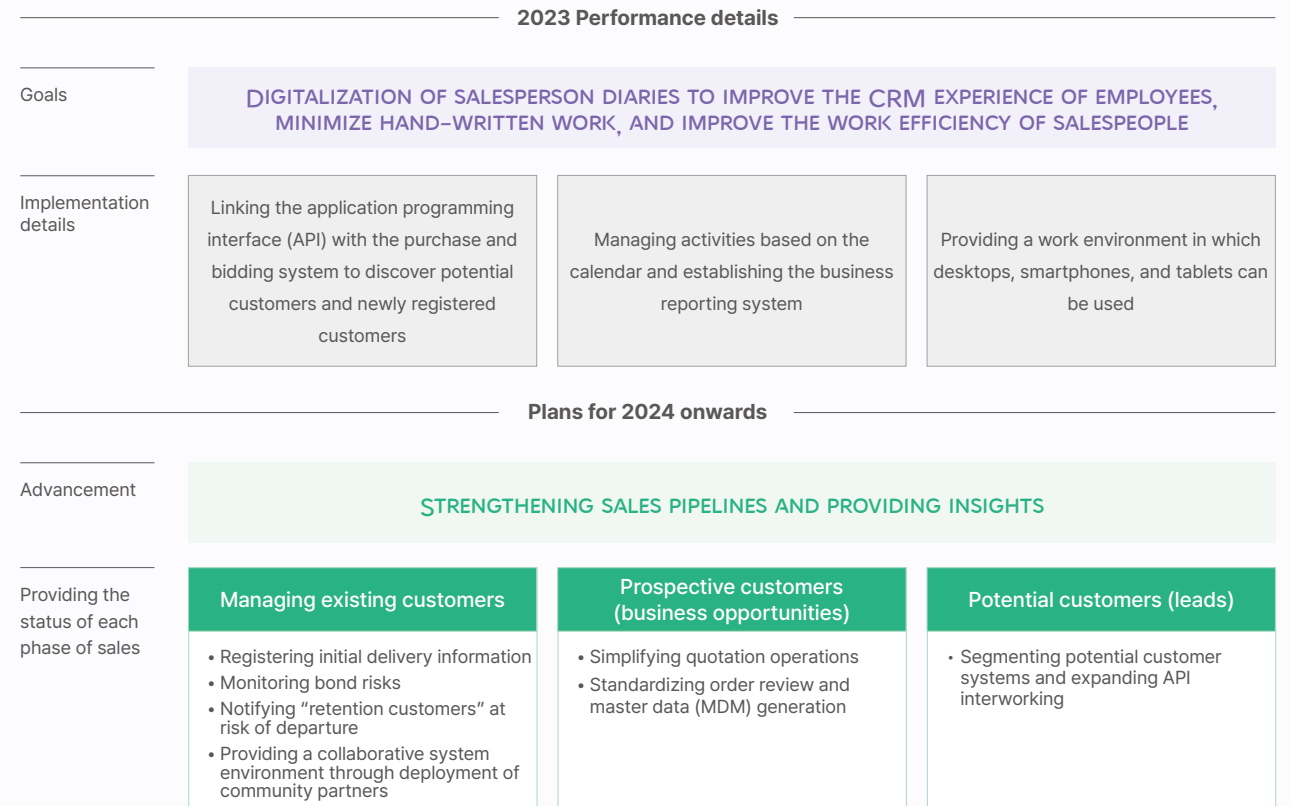 2023 Performance details
Goals
DIGITALIZATION OF SALESPERSON DIARIES TO IMPROVE THE CRM EXPERIENCE OF EMPLOYEES,
MINIMIZE HAND-WRITTEN WORK, AND IMPROVE THE WORK EFFICIENCY OF SALESPEOPLE
Implementation
details
Linking the application programming
interface (API) with the purchase and
bidding system to discover potential
customers and newly registered
customers
Managing activities based on the
calendar and establishing the business
reporting system
Providing a work environment in which
desktops, smartphones, and tablets can
be used
Plans for 2024 onwards
Advancement
STRENGTHENING SALES PIPELINES AND PROVIDING INSIGHTS
Providing the
status of each
phase of sales
Managing existing customers
• Registering initial delivery information
• Monitoring bond risks
• Notifying “retention customers” at
risk of departure
• Providing a collaborative system
environment through deployment of
community partners
Prospective customers
(business opportunities)
• Simplifying quotation operations
• Standardizing order review and
master data (MDM) generation
Potential customers (leads)
• Segmenting potential customer
systems and expanding API
interworking